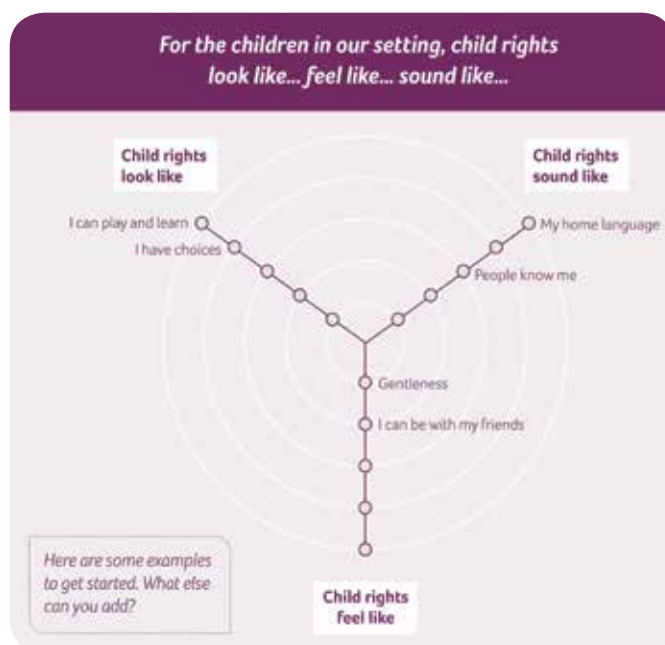 For the children in our setting, child rights
look like... feel like... sound like...
Child rights
look like
Child rights
sound like
I can play and learn
My home language
I have choices
People know me
Gentleness
I can be with my friends
Here are some examples
to get started. What else
can you add?
Child rights
feel like